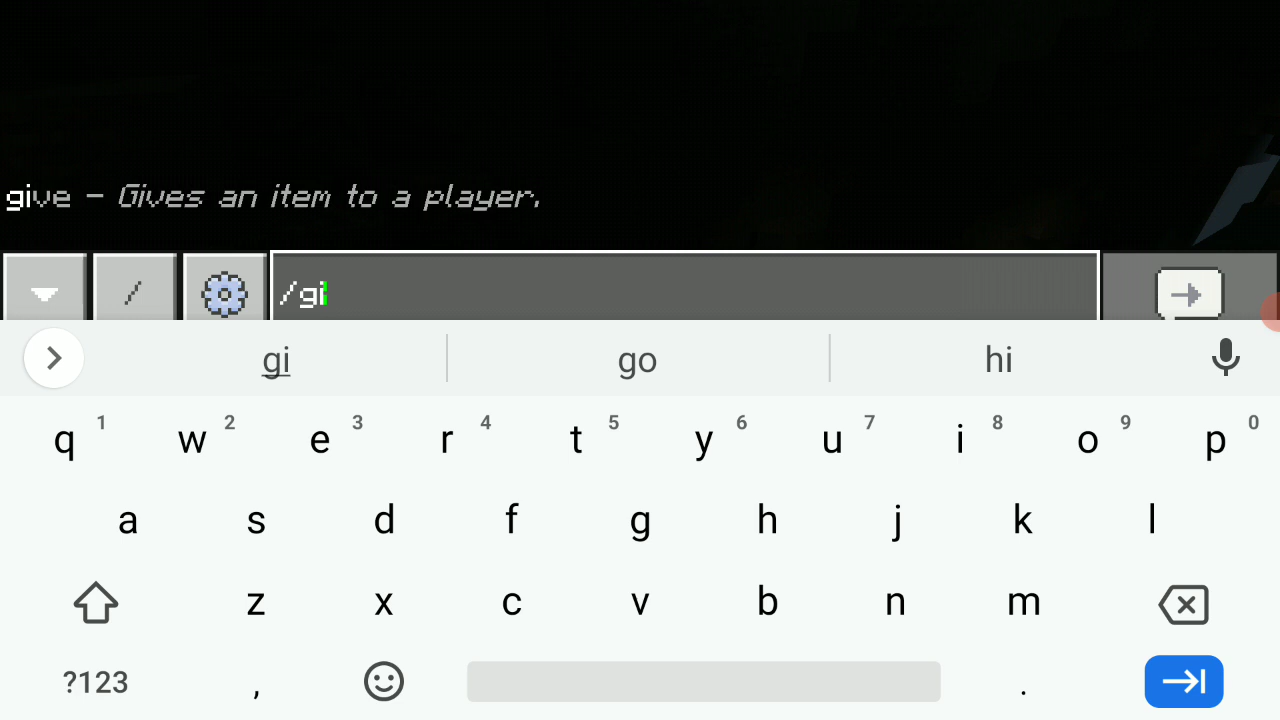 give - Gives an item to a player.
/ /gi
gi go hi
q 1 w 2 e 3 r 4 t 5 y 6 u 7 i 8 o 9 p 0
a s d f g h j k l
z x c v b n m
?123 , .